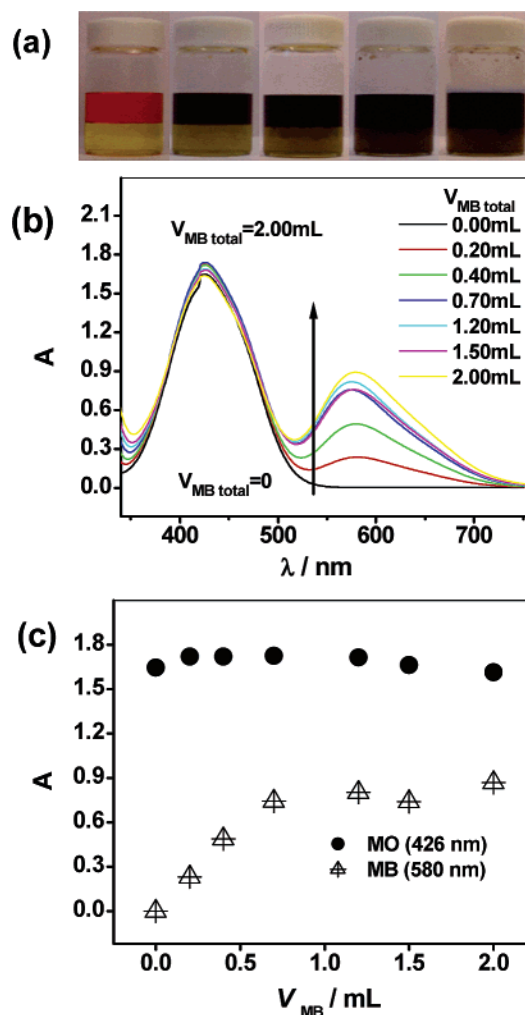 (a)
(b)
V_MB total=2.00mL
V_MB total
0.00mL
0.20mL
0.40mL
0.70mL
1.20mL
1.50mL
2.00mL
V_MB total=0
A
2.1
1.8
1.5
1.2
0.9
0.6
0.3
0.0
400 500 600 700
λ / nm
(c)
A
1.8
1.5
1.2
0.9
0.6
0.3
0.0
MO (426 nm)
MB (580 nm)
0.0 0.5 1.0 1.5 2.0
V_MB / mL